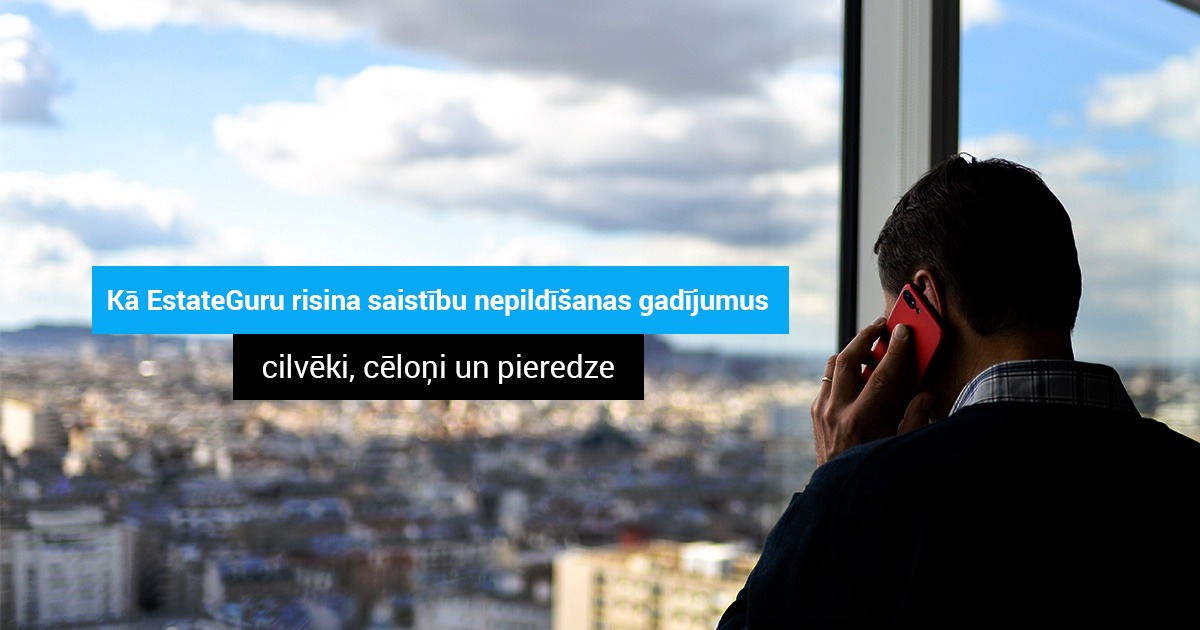 Kā EstateGuru risina saistību nepildīšanas gadījumus
cilvēki, cēloņi un pieredze